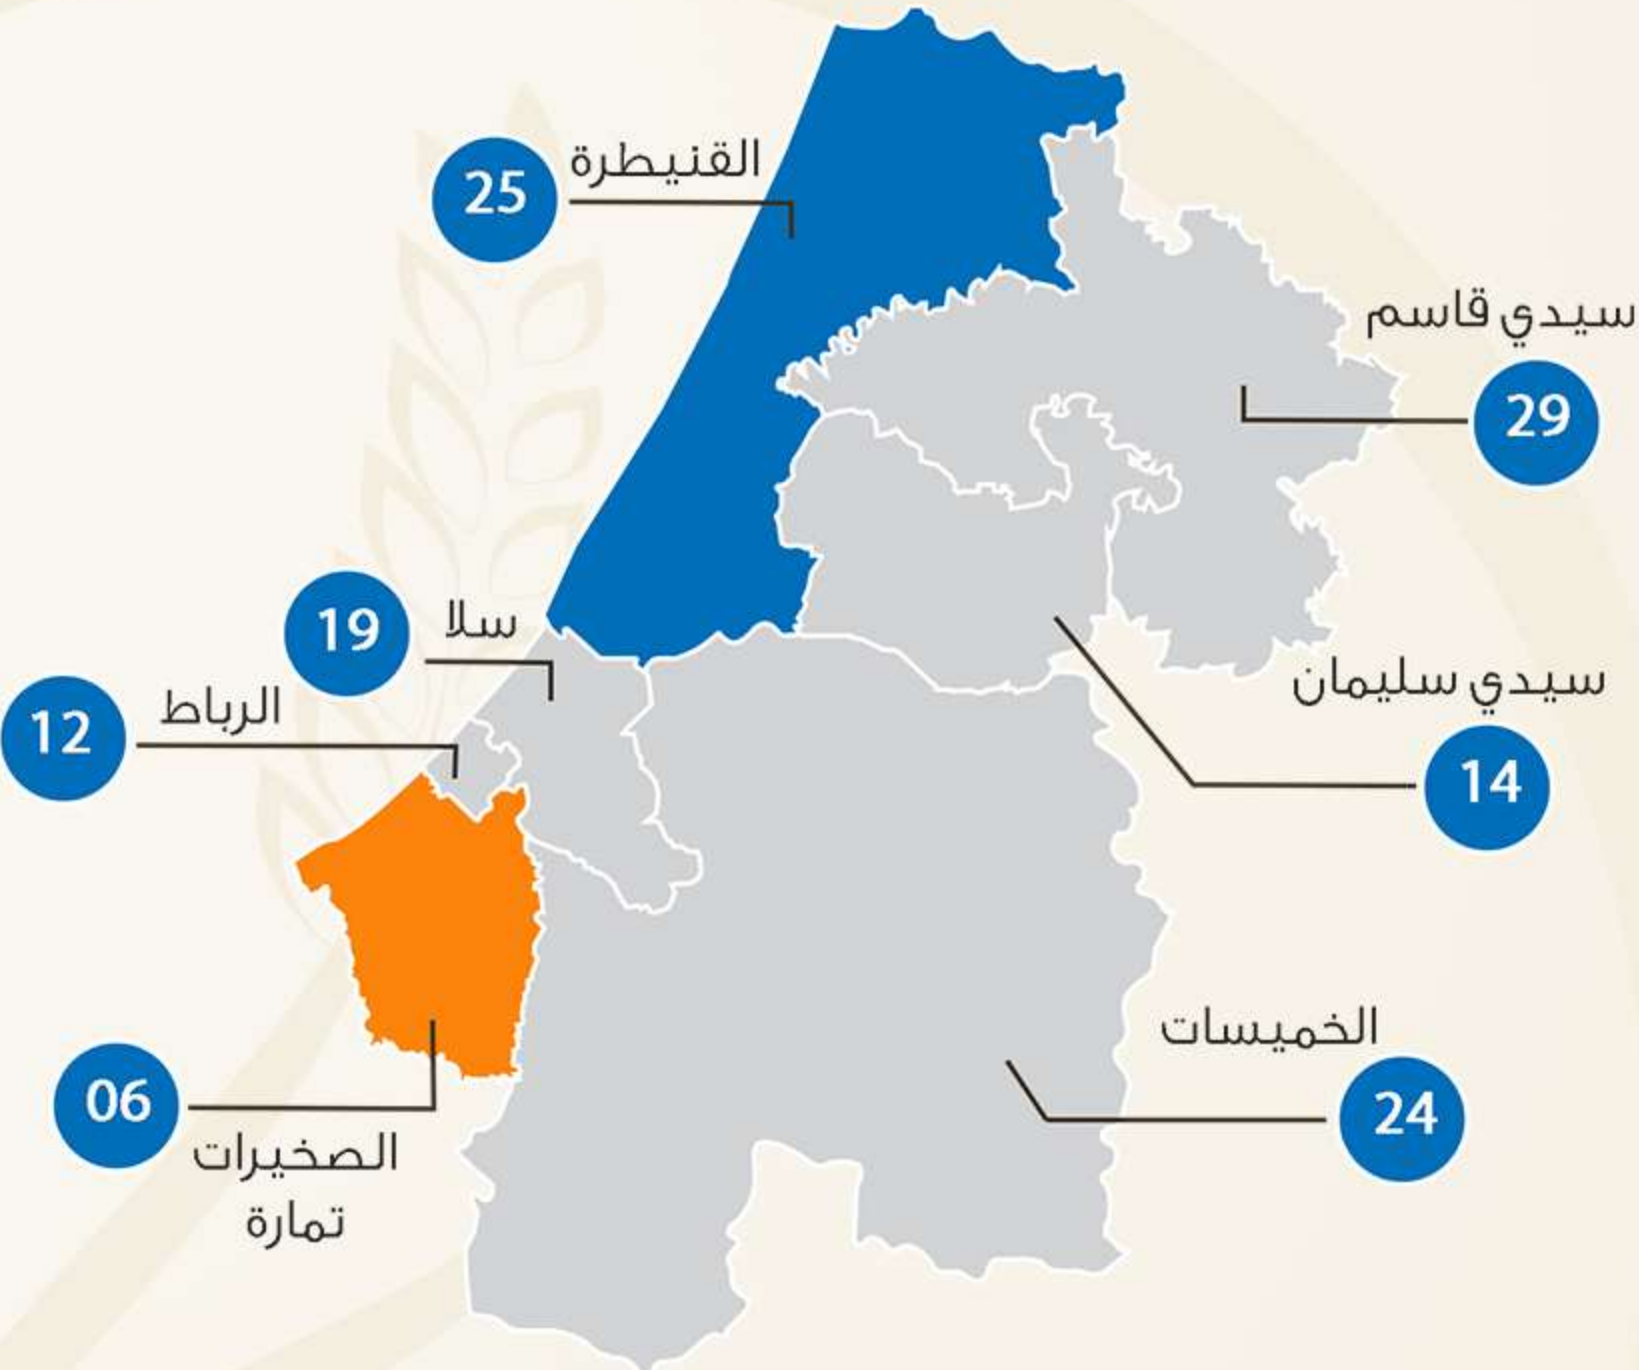 القنيطرة
25
سيدي قاسم
29
سلا
19
سيدي سليمان
14
الرباط
12
الخميسات
24
06
الصخيرات
تمارة